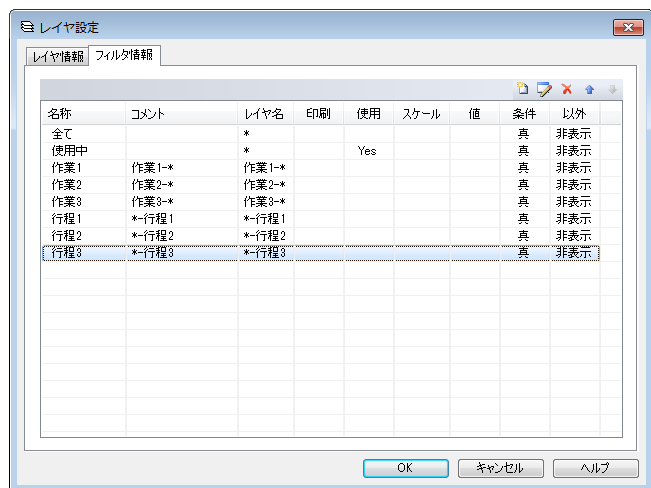 レイヤ設定
レイヤ情報 フィルタ情報
名称 コメント レイヤ名 印刷 使用 スケール 値 条件 以外
全て * 真 非表示
使用中 * Yes 真 非表示
作業1 作業1-* 作業1-* 真 非表示
作業2 作業2-* 作業2-* 真 非表示
作業3 作業3-* 作業3-* 真 非表示
行程1 *-行程1 *-行程1 真 非表示
行程2 *-行程2 *-行程2 真 非表示
行程3 *-行程3 *-行程3 真 非表示
OK キャンセル ヘルプ